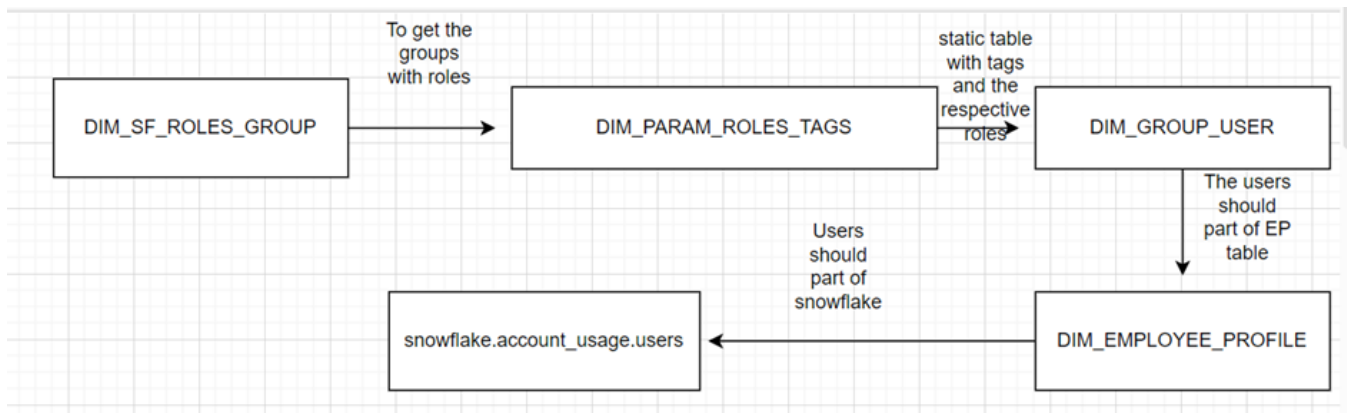 To get the
groups
with roles
static table
with tags
and the
respective
roles
DIM_SF_ROLES_GROUP
DIM_PARAM_ROLES_TAGS
DIM_GROUP_USER
The users
should
part of EP
table
Users
should
part of
snowflake
snowflake.account_usage.users
DIM_EMPLOYEE_PROFILE